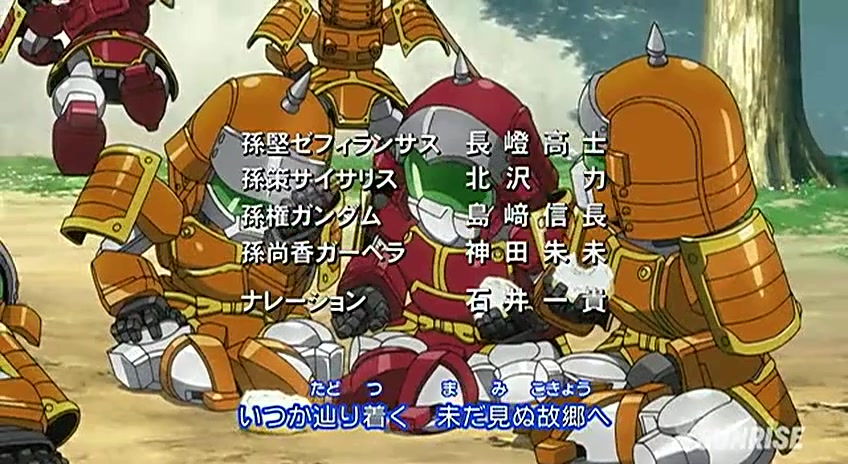 孫堅ゼフィランサス 長嶝高士
孫策サイサリス 北沢 力
孫権ガンダム 島﨑信長
孫尚香ガーベラ 神田朱未
ナレーション 石井一貴
たど つ ま み こきょう
いつか辿り着く 未だ見ぬ故郷へ
SUNRISE